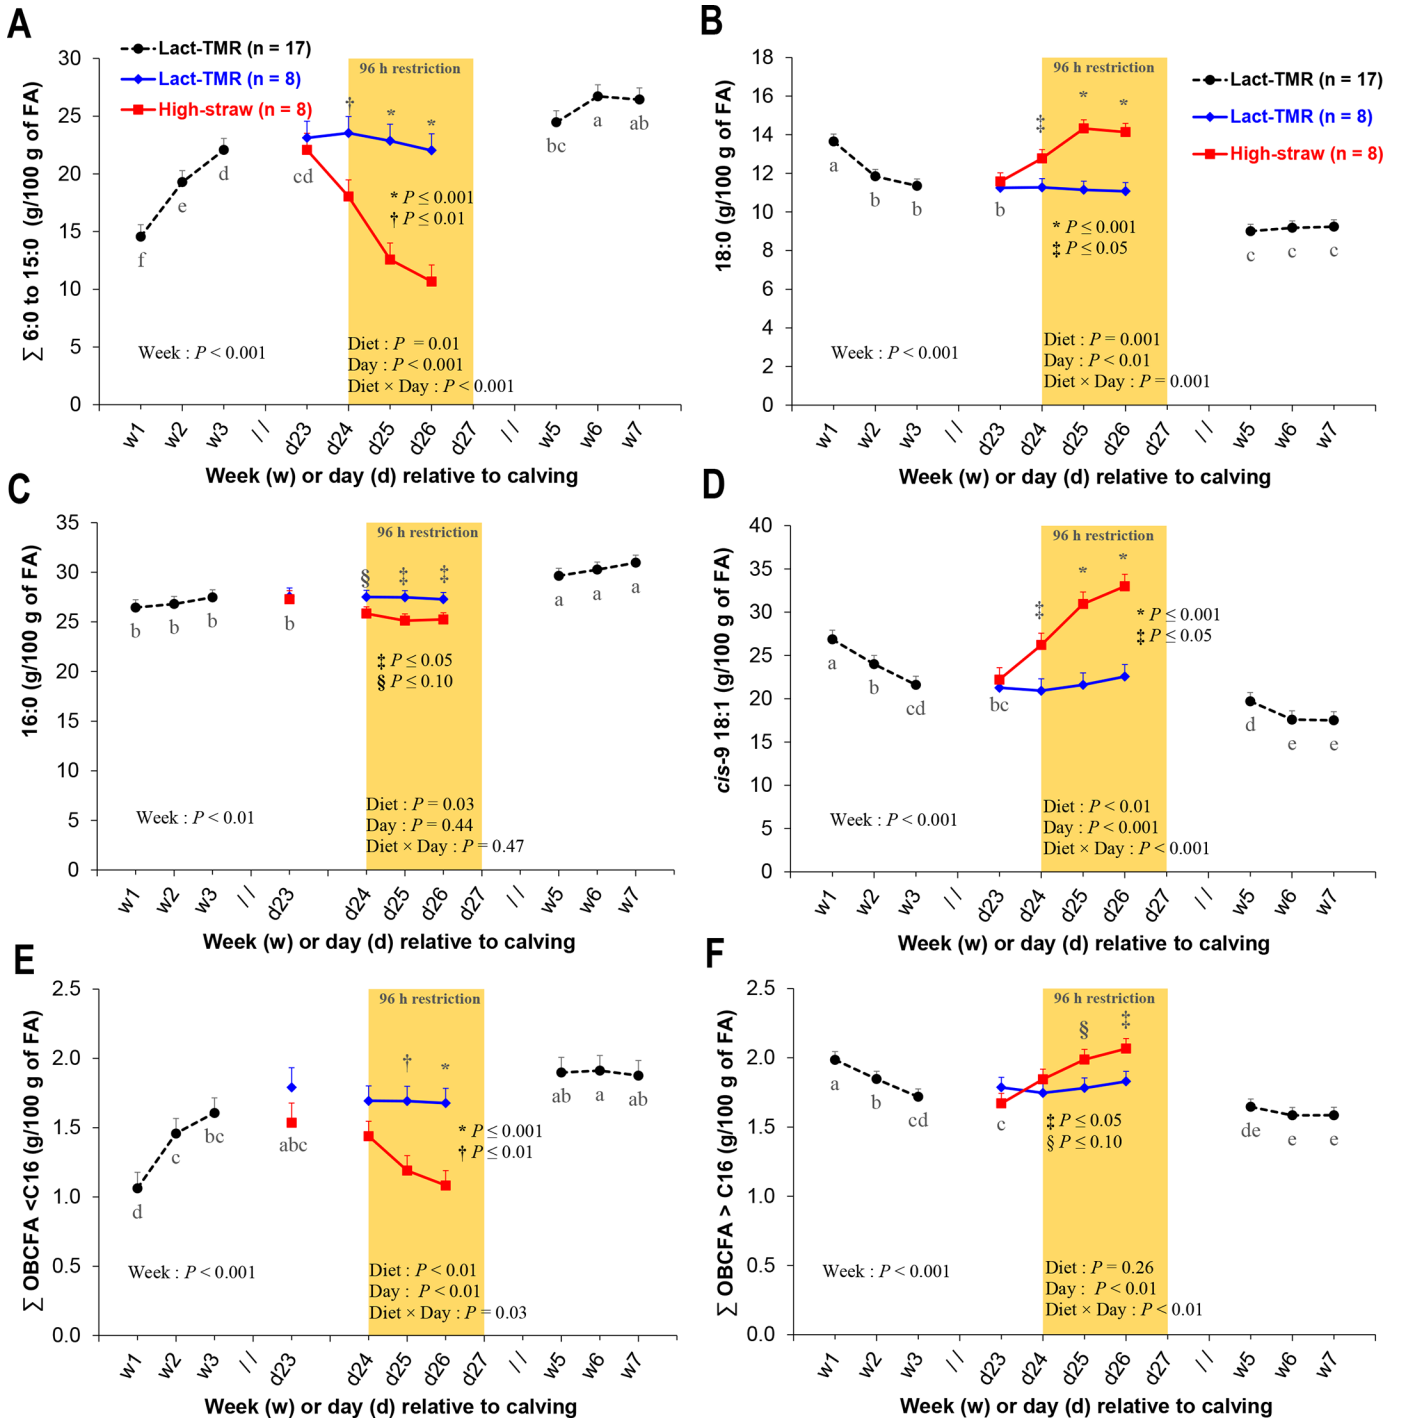 A
Lact-TMR (n = 17)
Lact-TMR (n = 8)
High-straw (n = 8)
96 h restriction
30
25
20
15
10
5
0
∑ 6:0 to 15:0 (g/100 g of FA)
†
*
*
f
e
d
cd
bc
a
ab
* P ≤ 0.001
† P ≤ 0.01
Week : P < 0.001
Diet : P = 0.01
Day : P < 0.001
Diet × Day : P < 0.001
w1
w2
w3
//
d23
d24
d25
d26
d27
//
w5
w6
w7
Week (w) or day (d) relative to calving
B
Lact-TMR (n = 17)
Lact-TMR (n = 8)
High-straw (n = 8)
96 h restriction
18
16
14
12
10
8
6
4
2
0
18:0 (g/100 g of FA)
‡
*
*
a
b
b
b
c
c
c
* P ≤ 0.001
‡ P ≤ 0.05
Week : P < 0.001
Diet : P = 0.001
Day : P < 0.01
Diet × Day : P = 0.001
w1
w2
w3
//
d23
d24
d25
d26
d27
//
w5
w6
w7
Week (w) or day (d) relative to calving
C
96 h restriction
35
30
25
20
15
10
5
0
16:0 (g/100 g of FA)
§
‡
‡
b
b
b
b
a
a
a
‡ P ≤ 0.05
§ P ≤ 0.10
Week : P < 0.01
Diet : P = 0.03
Day : P = 0.44
Diet × Day : P = 0.47
w1
w2
w3
//
d23
d24
d25
d26
d27
//
w5
w6
w7
Week (w) or day (d) relative to calving
D
96 h restriction
40
35
30
25
20
15
10
5
0
cis-9 18:1 (g/100 g of FA)
‡
*
*
a
b
cd
bc
d
e
e
* P ≤ 0.001
‡ P ≤ 0.05
Week : P < 0.001
Diet : P < 0.01
Day : P < 0.001
Diet × Day : P < 0.001
w1
w2
w3
//
d23
d24
d25
d26
d27
//
w5
w6
w7
Week (w) or day (d) relative to calving
E
96 h restriction
2.5
2.0
1.5
1.0
0.5
0.0
∑ OBCFA <C16 (g/100 g of FA)
†
*
d
c
bc
abc
ab
a
ab
* P ≤ 0.001
† P ≤ 0.01
Week : P < 0.001
Diet : P < 0.01
Day : P < 0.01
Diet × Day : P = 0.03
w1
w2
w3
//
d23
d24
d25
d26
d27
//
w5
w6
w7
Week (w) or day (d) relative to calving
F
96 h restriction
2.5
2.0
1.5
1.0
0.5
0.0
∑ OBCFA > C16 (g/100 g of FA)
§
‡
a
b
cd
c
de
e
e
‡ P ≤ 0.05
§ P ≤ 0.10
Week : P < 0.001
Diet : P = 0.26
Day : P < 0.01
Diet × Day : P < 0.01
w1
w2
w3
//
d23
d24
d25
d26
d27
//
w5
w6
w7
Week (w) or day (d) relative to calving